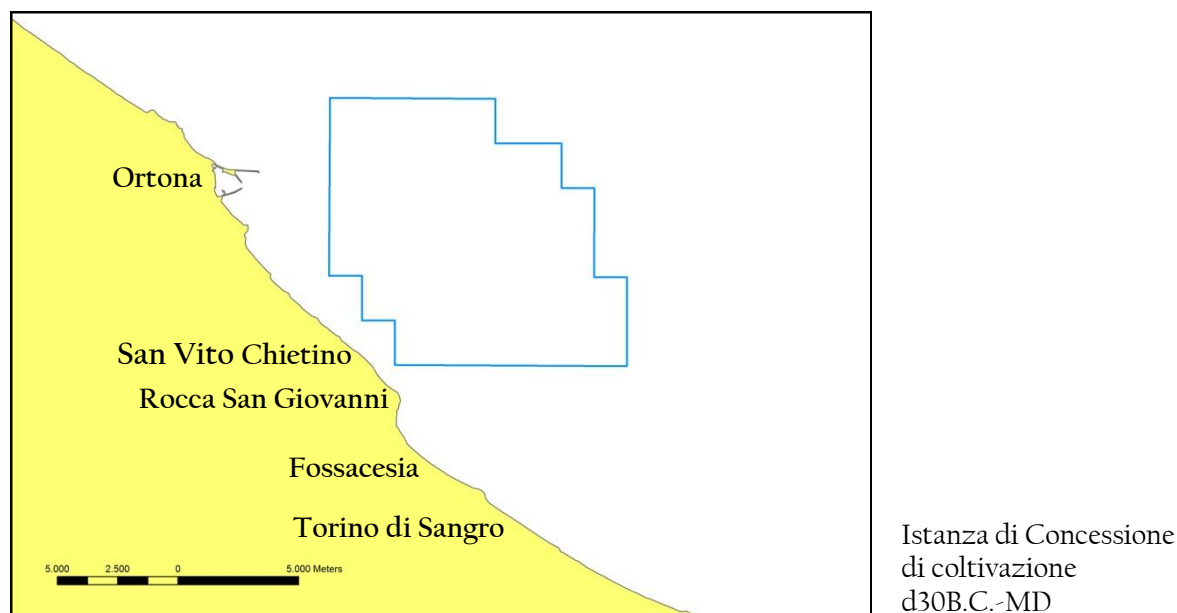 Ortona
San Vito Chietino
Rocca San Giovanni
Fossacesia
Torino di Sangro
5.000 2.500 0 5.000 Meters
Istanza di Concessione
di coltivazione
d30B.C.-MD